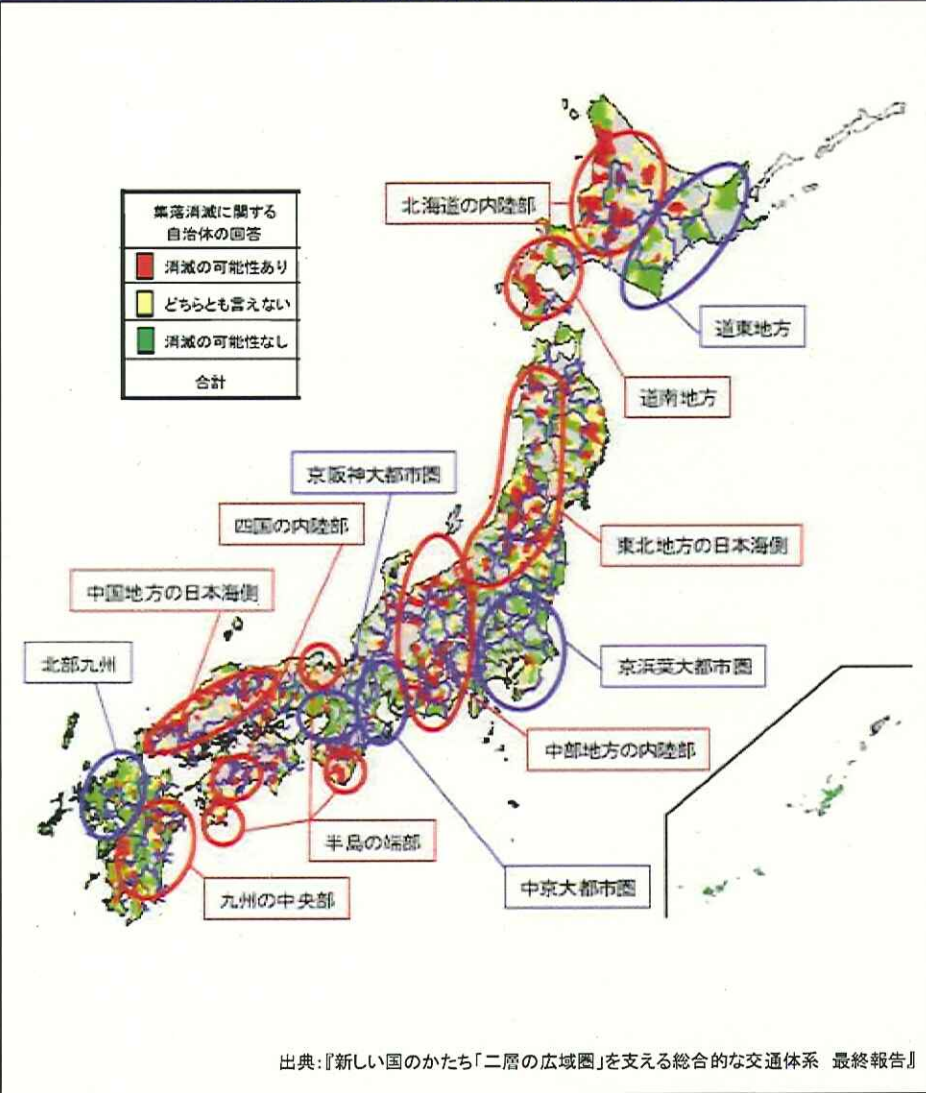 集落消滅に関する
自治体の回答
消滅の可能性あり
どちらとも言えない
消滅の可能性なし
合計
北海道の内陸部
道東地方
道南地方
京阪神大都市圏
四国の内陸部
東北地方の日本海側
中国地方の日本海側
北部九州
京浜葉大都市圏
中部地方の内陸部
半島の端部
中京大都市圏
九州の中央部
出典:『新しい国のかたち「二層の広域圏」を支える総合的な交通体系 最終報告』